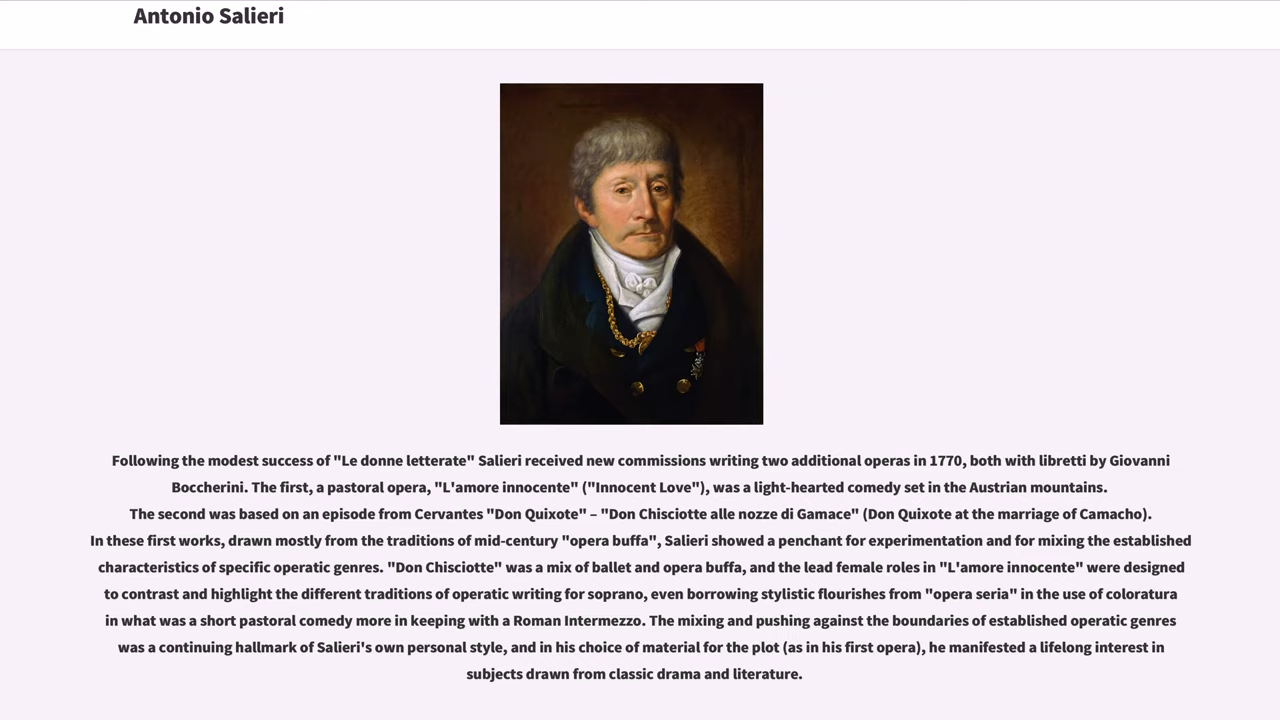 Antonio Salieri
Following the modest success of "Le donne letterate" Salieri received new commissions writing two additional operas in 1770, both with libretti by Giovanni
Boccherini. The first, a pastoral opera, "L'amore innocente" ("Innocent Love"), was a light-hearted comedy set in the Austrian mountains.
The second was based on an episode from Cervantes "Don Quixote" – "Don Chisciotte alle nozze di Gamace" (Don Quixote at the marriage of Camacho).
In these first works, drawn mostly from the traditions of mid-century "opera buffa", Salieri showed a penchant for experimentation and for mixing the established
characteristics of specific operatic genres. "Don Chisciotte" was a mix of ballet and opera buffa, and the lead female roles in "L'amore innocente" were designed
to contrast and highlight the different traditions of operatic writing for soprano, even borrowing stylistic flourishes from "opera seria" in the use of coloratura
in what was a short pastoral comedy more in keeping with a Roman Intermezzo. The mixing and pushing against the boundaries of established operatic genres
was a continuing hallmark of Salieri's own personal style, and in his choice of material for the plot (as in his first opera), he manifested a lifelong interest in
subjects drawn from classic drama and literature.